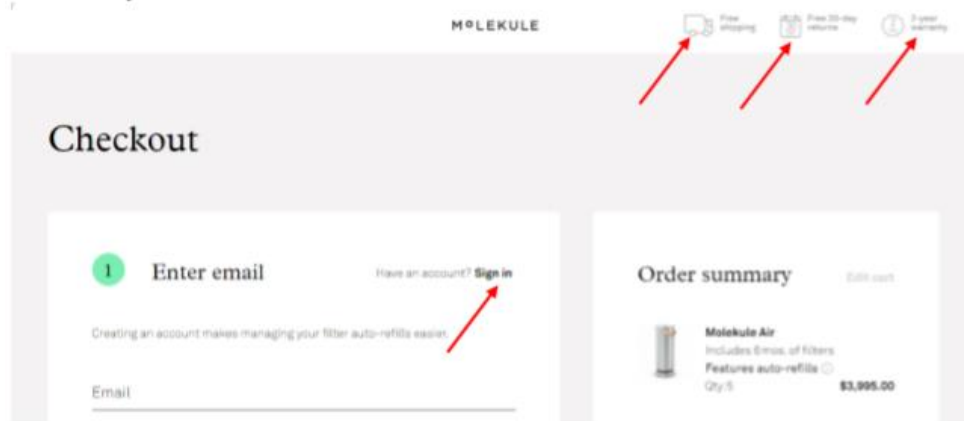 MOLEKULE
Free
shipping
Free 30-day
returns
2-year
warranty
Checkout
1
Enter email
Have an account? Sign in
Creating an account makes managing your filter auto-refills easier.
Email
Order summary
Edit cart
Molekule Air
Includes 6 mos. of filters
Features auto-refills
Qty: 5
$3,995.00